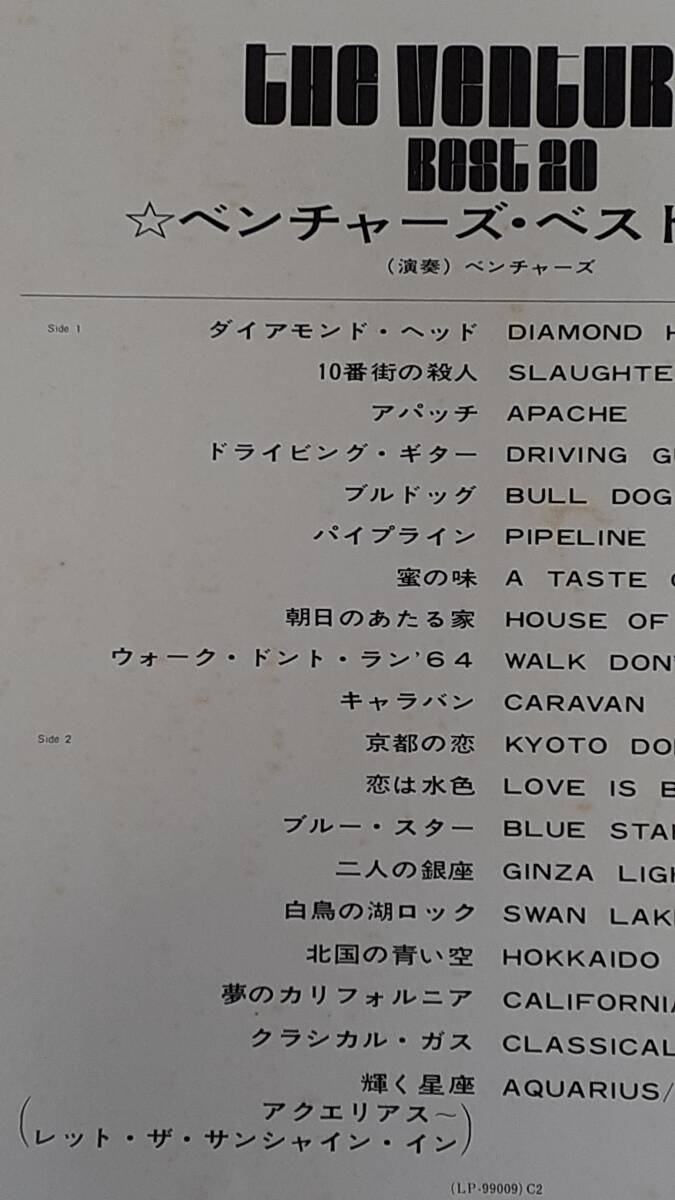 the ventur
Best 20
☆ベンチャーズ・ベスト
(演奏) ベンチャーズ
Side 1
ダイアモンド・ヘッド DIAMOND H
10番街の殺人 SLAUGHTE
アパッチ APACHE
ドライビング・ギター DRIVING GU
ブルドッグ BULL DOG
パイプライン PIPELINE
蜜の味 A TASTE O
朝日のあたる家 HOUSE OF
ウォーク・ドント・ラン'64 WALK DON'
キャラバン CARAVAN
Side 2
京都の恋 KYOTO DO
恋は水色 LOVE IS B
ブルー・スター BLUE STAR
二人の銀座 GINZA LIGH
白鳥の湖ロック SWAN LAKE
北国の青い空 HOKKAIDO
夢のカリフォルニア CALIFORNIA
クラシカル・ガス CLASSICAL
輝く星座 AQUARIUS/
(アクエリアス～
レット・ザ・サンシャイン・イン)
(LP-99009) C2